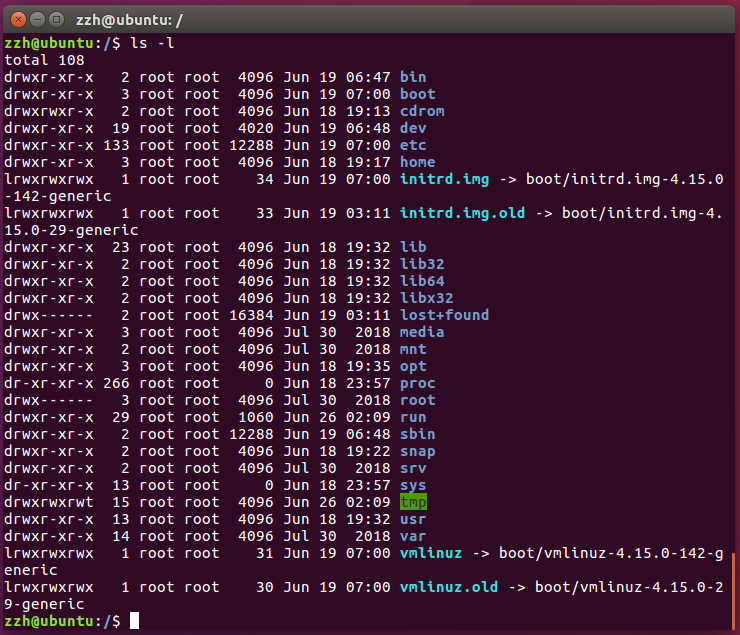 zzh@ubuntu: /
zzh@ubuntu:/$ ls -l
total 108
drwxr-xr-x   2 root root  4096 Jun 19 06:47 bin
drwxr-xr-x   3 root root  4096 Jun 19 07:00 boot
drwxrwxr-x   2 root root  4096 Jun 18 19:13 cdrom
drwxr-xr-x  19 root root  4020 Jun 19 06:48 dev
drwxr-xr-x 133 root root 12288 Jun 19 07:00 etc
drwxr-xr-x   3 root root  4096 Jun 18 19:17 home
lrwxrwxrwx   1 root root    34 Jun 19 07:00 initrd.img -> boot/initrd.img-4.15.0
-142-generic
lrwxrwxrwx   1 root root    33 Jun 19 03:11 initrd.img.old -> boot/initrd.img-4.
15.0-29-generic
drwxr-xr-x  23 root root  4096 Jun 18 19:32 lib
drwxr-xr-x   2 root root  4096 Jun 18 19:32 lib32
drwxr-xr-x   2 root root  4096 Jun 18 19:32 lib64
drwxr-xr-x   2 root root  4096 Jun 18 19:32 libx32
drwx------   2 root root 16384 Jun 19 03:11 lost+found
drwxr-xr-x   3 root root  4096 Jul 30  2018 media
drwxr-xr-x   2 root root  4096 Jul 30  2018 mnt
drwxr-xr-x   3 root root  4096 Jun 18 19:35 opt
dr-xr-xr-x 266 root root     0 Jun 18 23:57 proc
drwx------   3 root root  4096 Jul 30  2018 root
drwxr-xr-x  29 root root  1060 Jun 26 02:09 run
drwxr-xr-x   2 root root 12288 Jun 19 06:48 sbin
drwxr-xr-x   2 root root  4096 Jun 18 19:22 snap
drwxr-xr-x   2 root root  4096 Jul 30  2018 srv
dr-xr-xr-x  13 root root     0 Jun 18 23:57 sys
drwxrwxrwt  15 root root  4096 Jun 26 02:09 tmp
drwxr-xr-x  13 root root  4096 Jun 18 19:32 usr
drwxr-xr-x  14 root root  4096 Jul 30  2018 var
lrwxrwxrwx   1 root root    31 Jun 19 07:00 vmlinuz -> boot/vmlinuz-4.15.0-142-g
eneric
lrwxrwxrwx   1 root root    30 Jun 19 07:00 vmlinuz.old -> boot/vmlinuz-4.15.0-2
9-generic
zzh@ubuntu:/$